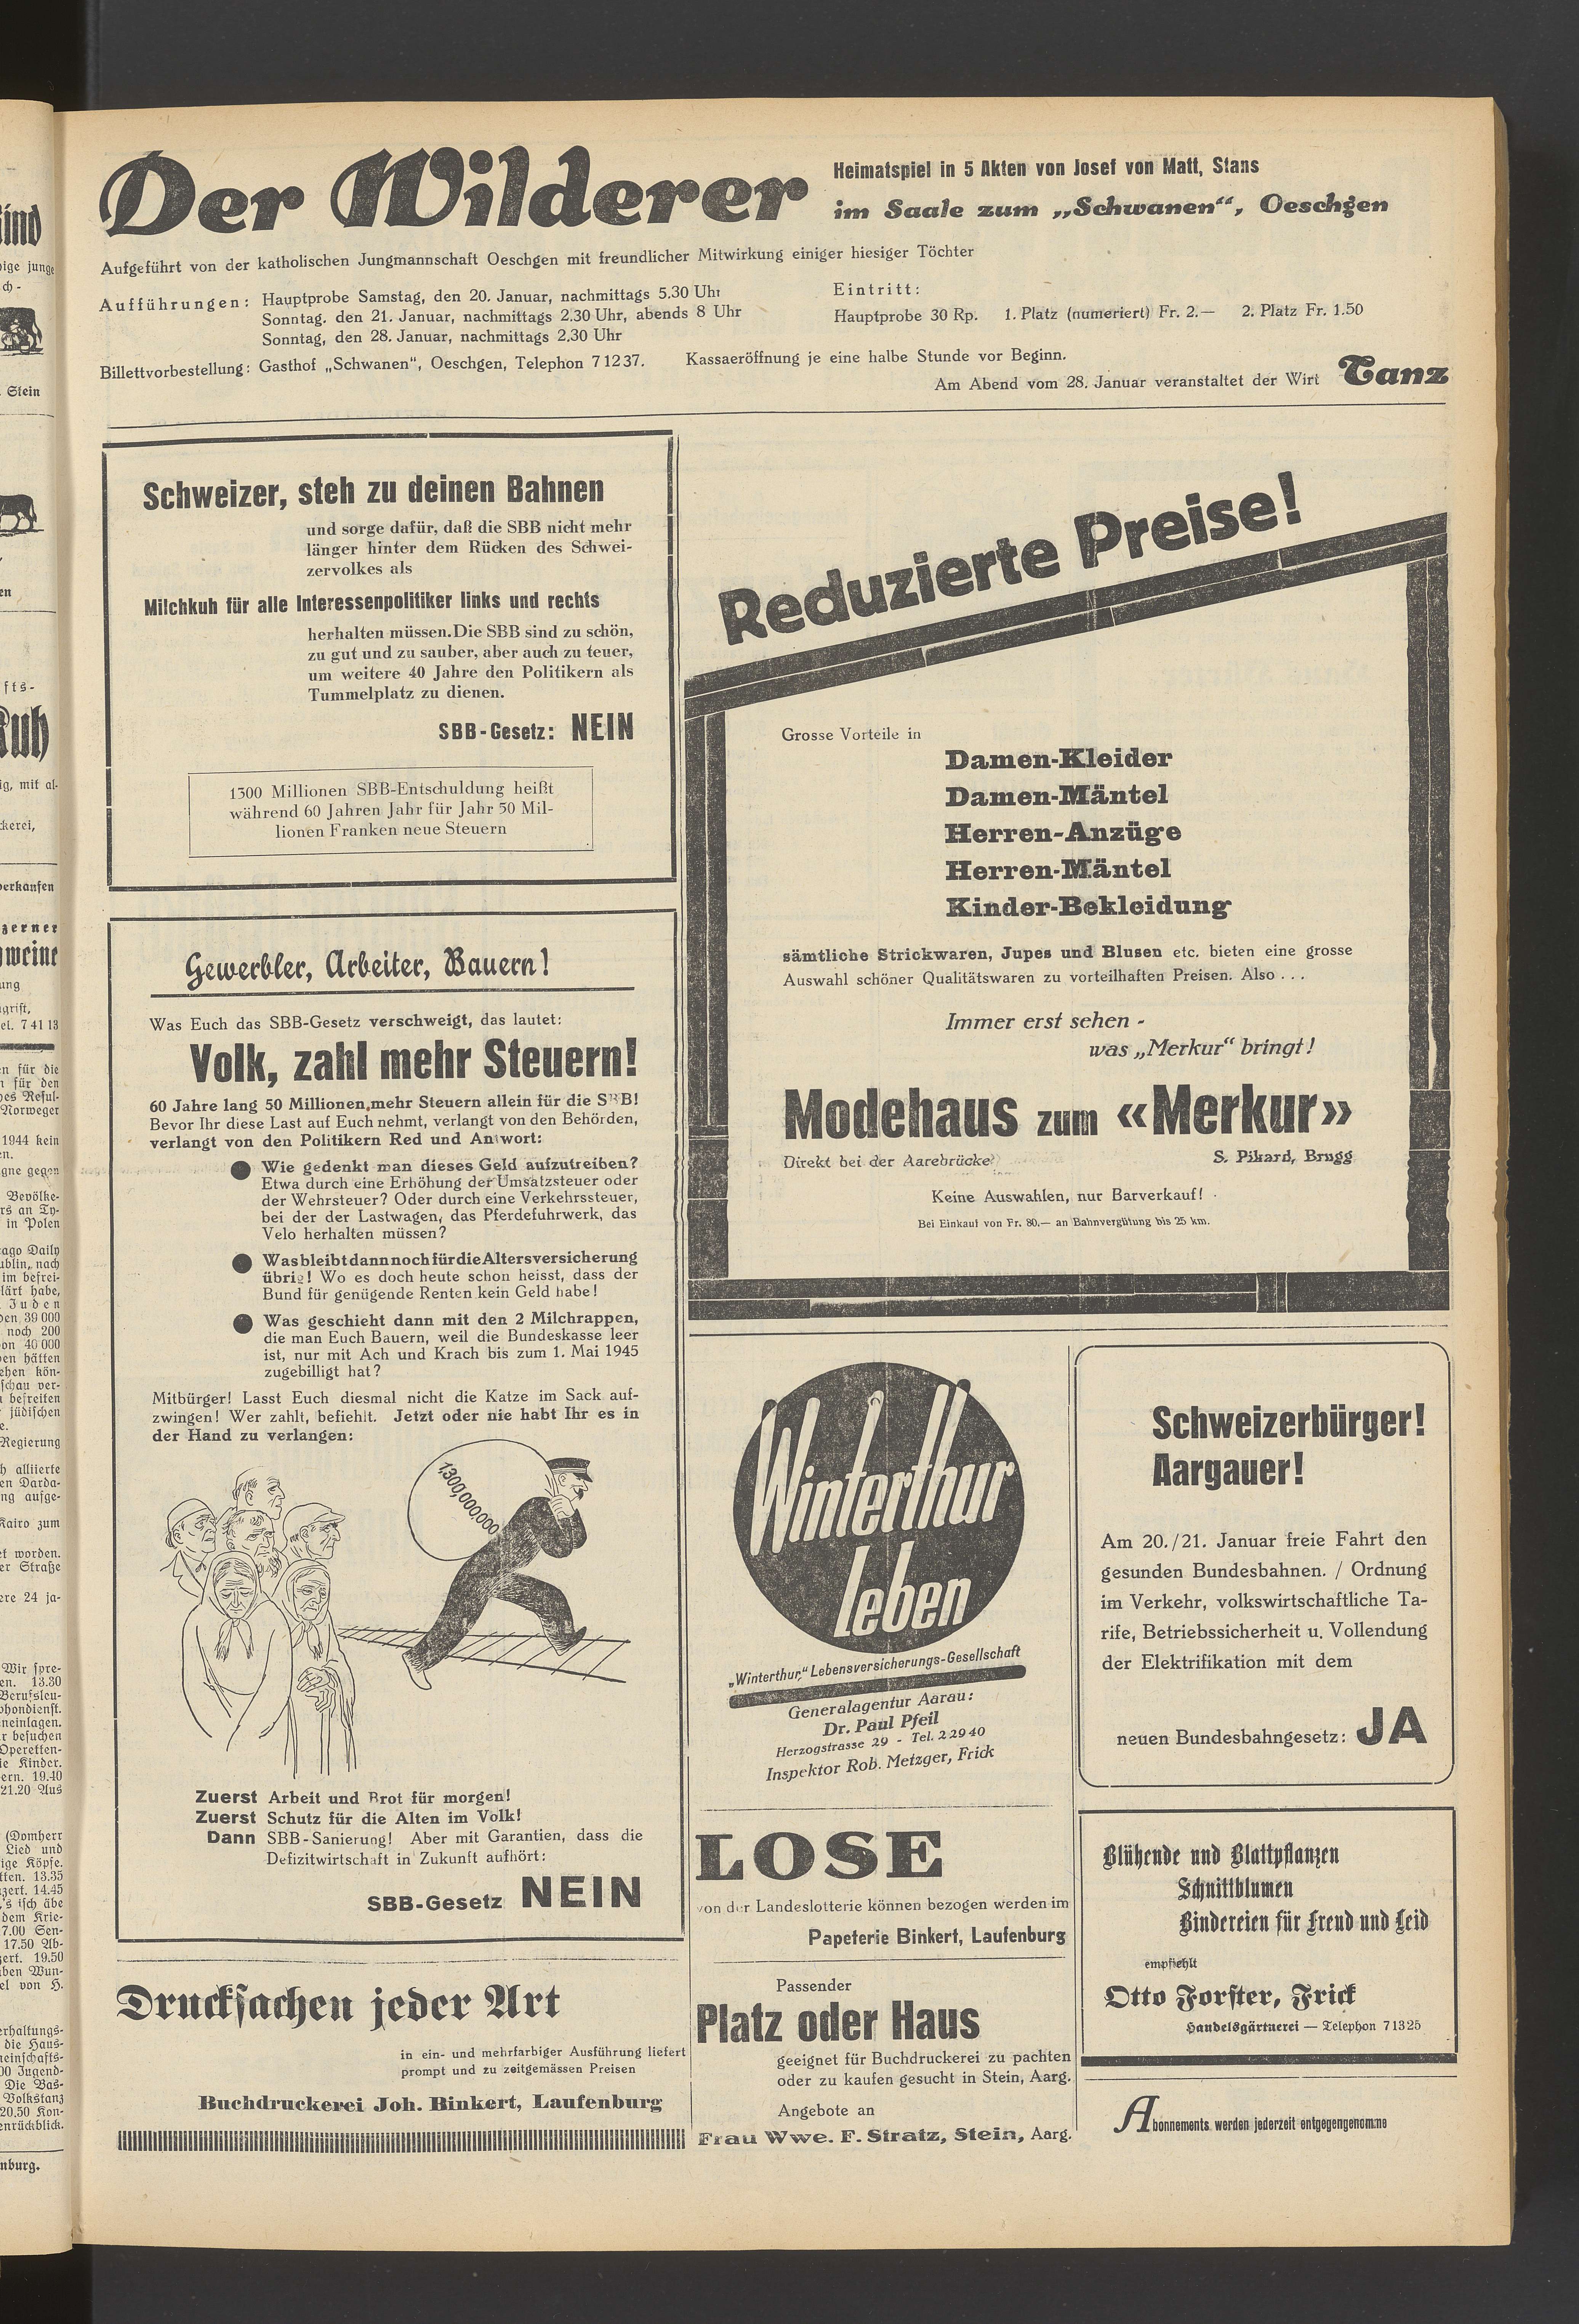 Der Wilderer
Heimatspiel in 5 Akten von Josef von Matt, Stans
im Saale zum „Schwanen“, Oeschgen
Aufgeführt von der katholischen Jungmannschaft Oeschgen mit freundlicher Mitwirkung einiger hiesiger Töchter
Aufführungen: Hauptprobe Samstag, den 20. Januar, nachmittags 5.30 Uhr
Sonntag, den 21. Januar, nachmittags 2.30 Uhr, abends 8 Uhr
Sonntag, den 28. Januar, nachmittags 2.30 Uhr
Eintritt:
Hauptprobe 30 Rp. 1. Platz (numeriert) Fr. 2.— 2. Platz Fr. 1.50
Billettvorbestellung: Gasthof „Schwanen“, Oeschgen, Telephon 7 12 37. Kassaeröffnung je eine halbe Stunde vor Beginn.
Am Abend vom 28. Januar veranstaltet der Wirt Tanz
Schweizer, steh zu deinen Bahnen
und sorge dafür, daß die SBB nicht mehr
länger hinter dem Rücken des Schwei-
zervolkes als
Milchkuh für alle Interessenpolitiker links und rechts
herhalten müssen. Die SBB sind zu schön,
zu gut und zu sauber, aber auch zu teuer,
um weitere 40 Jahre den Politikern als
Tummelplatz zu dienen.
SBB-Gesetz: NEIN
1300 Millionen SBB-Entschuldung heißt
während 60 Jahren Jahr für Jahr 50 Mil-
lionen Franken neue Steuern
Gewerbler, Arbeiter, Bauern!
Was Euch das SBB-Gesetz verschweigt, das lautet:
Volk, zahl mehr Steuern!
60 Jahre lang 50 Millionen mehr Steuern allein für die SBB!
Bevor Ihr diese Last auf Euch nehmt, verlangt von den Behörden,
verlangt von den Politikern Red und Antwort:
● Wie gedenkt man dieses Geld aufzutreiben?
Etwa durch eine Erhöhung der Umsatzsteuer oder
der Wehrsteuer? Oder durch eine Verkehrssteuer,
bei der der Lastwagen, das Pferdefuhrwerk, das
Velo herhalten müssen?
● Was bleibt dann noch für die Altersversicherung
übrig! Wo es doch heute schon heisst, dass der
Bund für genügende Renten kein Geld habe!
● Was geschieht dann mit den 2 Milchrappen,
die man Euch Bauern, weil die Bundeskasse leer
ist, nur mit Ach und Krach bis zum 1. Mai 1945
zugebilligt hat?
Mitbürger! Lasst Euch diesmal nicht die Katze im Sack auf-
zwingen! Wer zahlt, befiehlt. Jetzt oder nie habt Ihr es in
der Hand zu verlangen:
1300,000,000
Zuerst Arbeit und Brot für morgen!
Zuerst Schutz für die Alten im Volk!
Dann SBB-Sanierung! Aber mit Garantien, dass die
Defizitwirtschaft in Zukunft aufhört:
SBB-Gesetz NEIN
Drucksachen jeder Art
in ein- und mehrfarbiger Ausführung liefert
prompt und zu zeitgemässen Preisen
Buchdruckerei Joh. Binkert, Laufenburg
Reduzierte Preise!
Grosse Vorteile in
Damen-Kleider
Damen-Mäntel
Herren-Anzüge
Herren-Mäntel
Kinder-Bekleidung
sämtliche Strickwaren, Jupes und Blusen etc. bieten eine grosse
Auswahl schöner Qualitätswaren zu vorteilhaften Preisen. Also . . .
Immer erst sehen -
was „Merkur“ bringt!
Modehaus zum «Merkur»
Direkt bei der Aarebrücke
S. Pikard, Brugg
Keine Auswahlen, nur Barverkauf!
Bei Einkauf von Fr. 80.— an Bahnvergütung bis 25 km.
Winterthur
leben
„Winterthur“ Lebensversicherungs-Gesellschaft
Generalagentur Aarau:
Dr. Paul Pfeil
Herzogstrasse 29 - Tel. 2 29 40
Inspektor Rob. Metzger, Frick
LOSE
von der Landeslotterie können bezogen werden im
Papeterie Binkert, Laufenburg
Passender
Platz oder Haus
geeignet für Buchdruckerei zu pachten
oder zu kaufen gesucht in Stein, Aarg.
Angebote an
Frau Wwe. F. Stratz, Stein, Aarg.
Schweizerbürger!
Aargauer!
Am 20./21. Januar freie Fahrt den
gesunden Bundesbahnen. / Ordnung
im Verkehr, volkswirtschaftliche Ta-
rife, Betriebssicherheit u. Vollendung
der Elektrifikation mit dem
neuen Bundesbahngesetz: JA
Blühende und Blattpflanzen
Schnittblumen
Bindereien für Freud und Leid
empfiehlt
Otto Forster, Frick
Handelsgärtnerei — Telephon 7 13 25
Abonnements werden jederzeit entgegengenomme